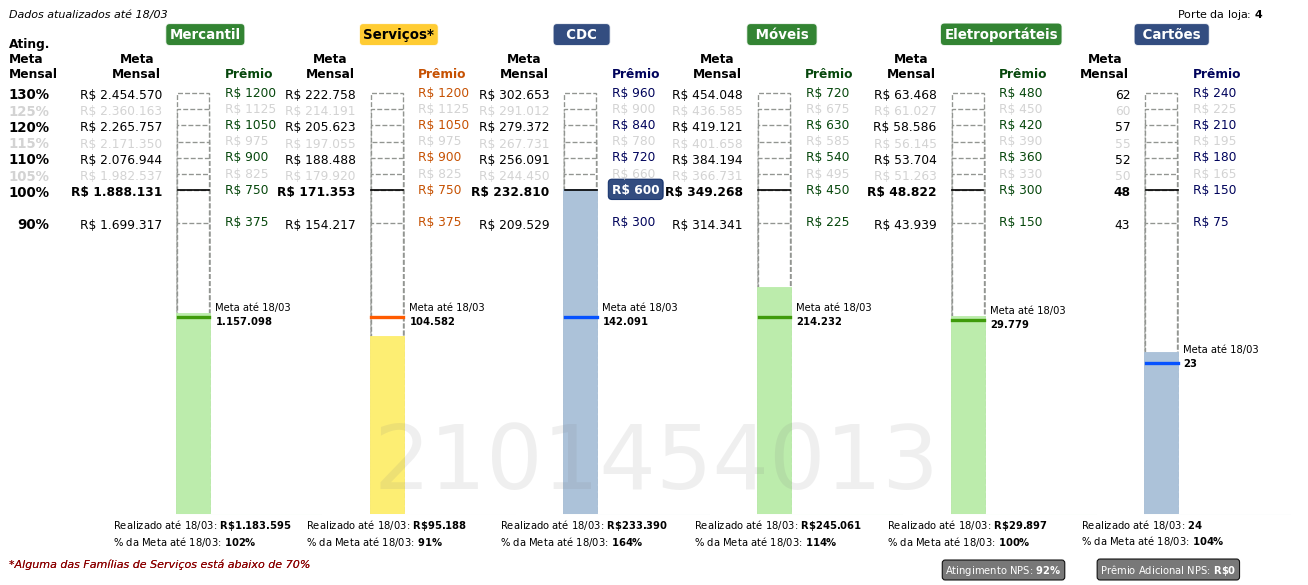 Dados atualizados até 18/03 Porte da loja: 4
Mercantil Serviços* CDC Móveis Eletroportáteis Cartões
Ating. Meta Mensal Meta Mensal Prêmio Meta Mensal Prêmio Meta Mensal Prêmio Meta Mensal Prêmio Meta Mensal Prêmio Meta Mensal Prêmio
130% R$ 2.454.570 R$ 1200 R$ 222.758 R$ 1200 R$ 302.653 R$ 960 R$ 454.048 R$ 720 R$ 63.468 R$ 480 62 R$ 240
125% R$ 2.360.163 R$ 1125 R$ 214.191 R$ 1125 R$ 291.012 R$ 900 R$ 436.585 R$ 675 R$ 61.027 R$ 450 60 R$ 225
120% R$ 2.265.757 R$ 1050 R$ 205.623 R$ 1050 R$ 279.372 R$ 840 R$ 419.121 R$ 630 R$ 58.586 R$ 420 57 R$ 210
115% R$ 2.171.350 R$ 975 R$ 197.055 R$ 975 R$ 267.731 R$ 780 R$ 401.658 R$ 585 R$ 56.145 R$ 390 55 R$ 195
110% R$ 2.076.944 R$ 900 R$ 188.488 R$ 900 R$ 256.091 R$ 720 R$ 384.194 R$ 540 R$ 53.704 R$ 360 52 R$ 180
105% R$ 1.982.537 R$ 825 R$ 179.920 R$ 825 R$ 244.450 R$ 660 R$ 366.731 R$ 495 R$ 51.263 R$ 330 50 R$ 165
100% R$ 1.888.131 R$ 750 R$ 171.353 R$ 750 R$ 232.810 R$ 600 R$ 349.268 R$ 450 R$ 48.822 R$ 300 48 R$ 150
90% R$ 1.699.317 R$ 375 R$ 154.217 R$ 375 R$ 209.529 R$ 300 R$ 314.341 R$ 225 R$ 43.939 R$ 150 43 R$ 75
Meta até 18/03 Meta até 18/03 Meta até 18/03 Meta até 18/03 Meta até 18/03
1.157.098 104.582 142.091 214.232 29.779
Meta até 18/03
23
2101454013
Realizado até 18/03: R$1.183.595 Realizado até 18/03: R$95.188 Realizado até 18/03: R$233.390 Realizado até 18/03: R$245.061 Realizado até 18/03: R$29.897 Realizado até 18/03: 24
% da Meta até 18/03: 102% % da Meta até 18/03: 91% % da Meta até 18/03: 164% % da Meta até 18/03: 114% % da Meta até 18/03: 100% % da Meta até 18/03: 104%
*Alguma das Famílias de Serviços está abaixo de 70% Atingimento NPS: 92% Prêmio Adicional NPS: R$0